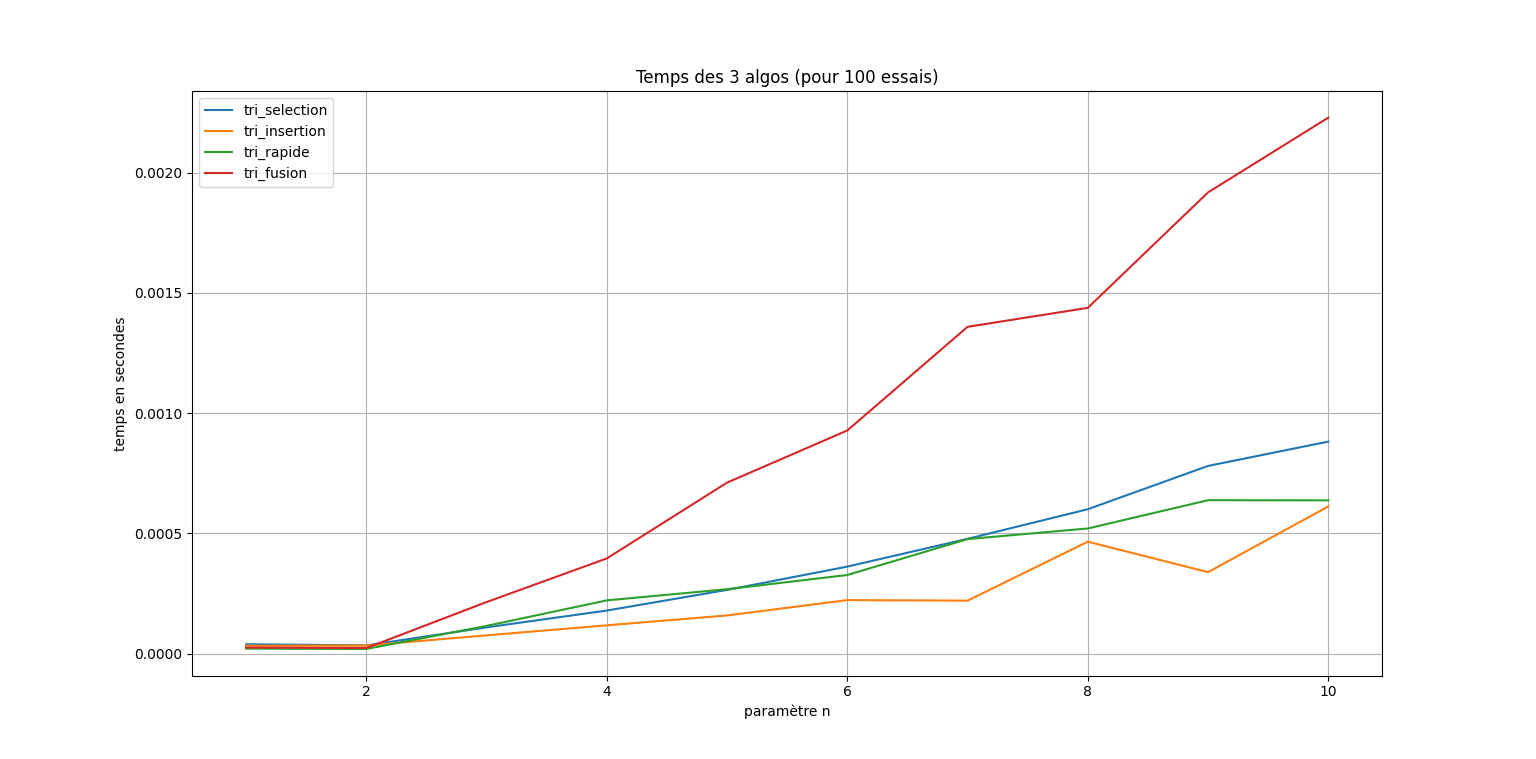 Temps des 3 algos (pour 100 essais)
tri_selection
tri_insertion
tri_rapide
tri_fusion
0.0020
0.0015
0.0010
0.0005
0.0000
temps en secondes
2 4 6 8 10
paramètre n